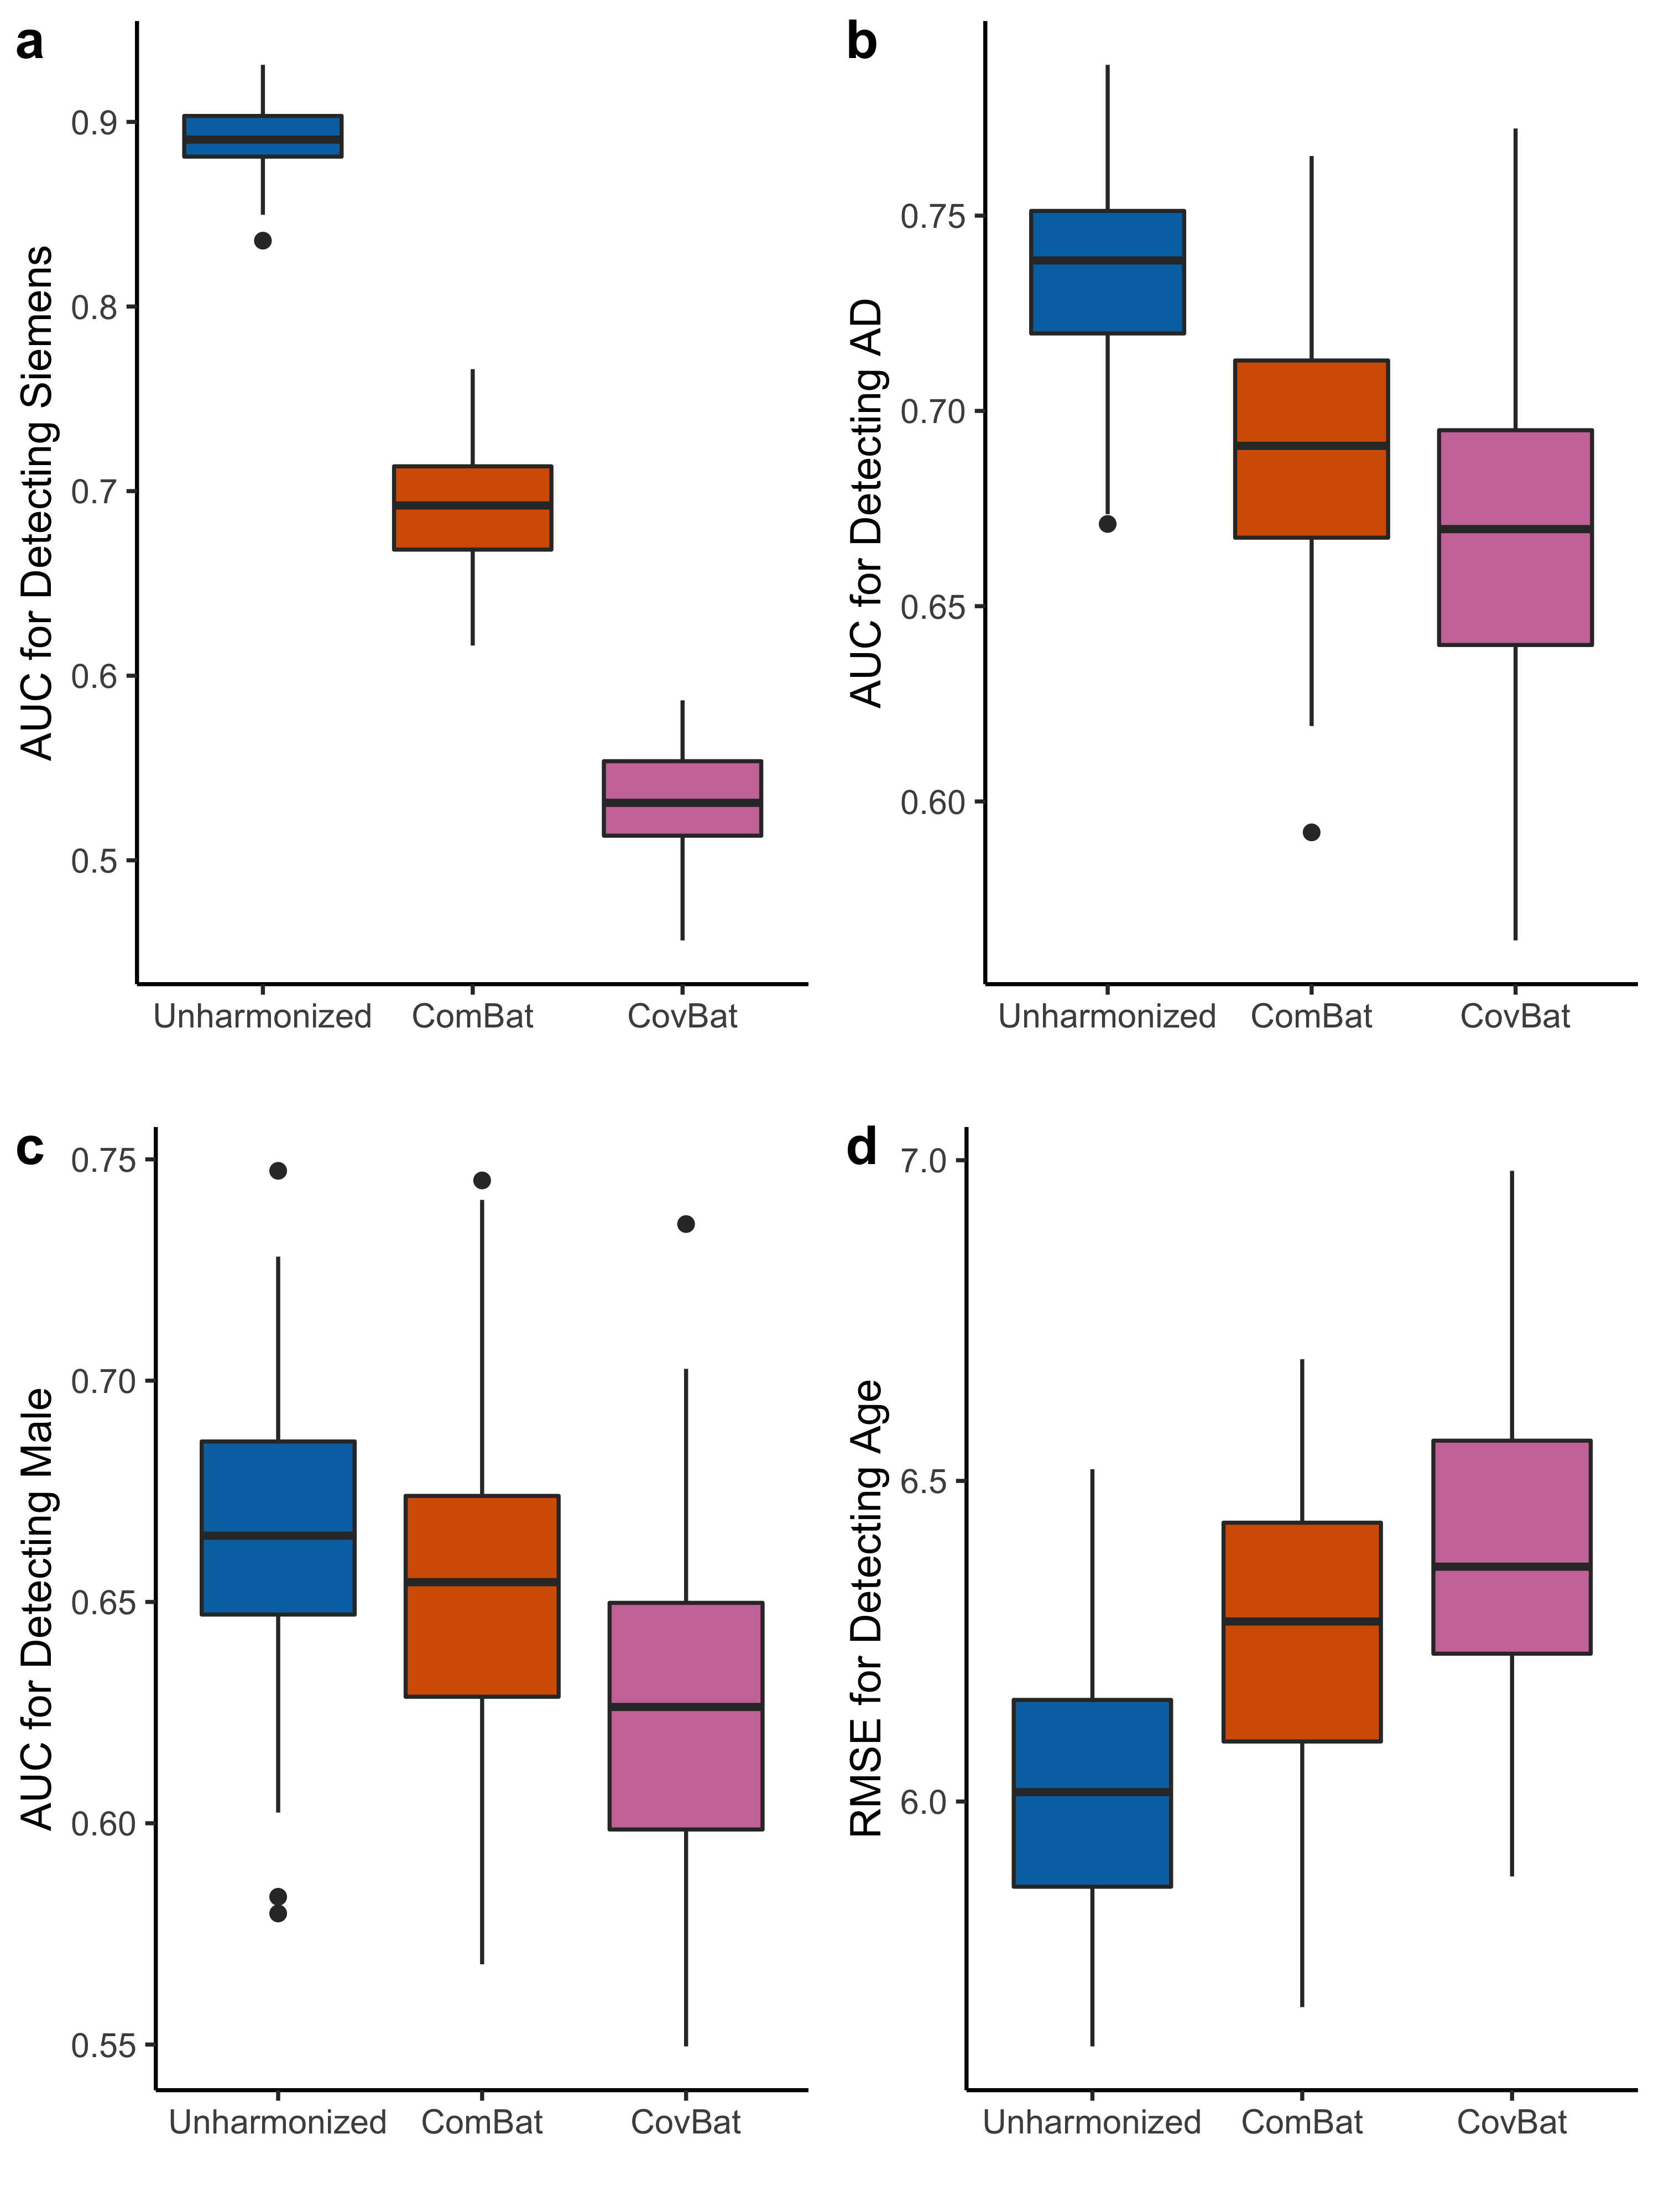 a
AUC for Detecting Siemens
0.9
0.8
0.7
0.6
0.5
Unharmonized ComBat CovBat
b
AUC for Detecting AD
0.75
0.70
0.65
0.60
Unharmonized ComBat CovBat
c
AUC for Detecting Male
0.75
0.70
0.65
0.60
0.55
Unharmonized ComBat CovBat
d
RMSE for Detecting Age
7.0
6.5
6.0
Unharmonized ComBat CovBat